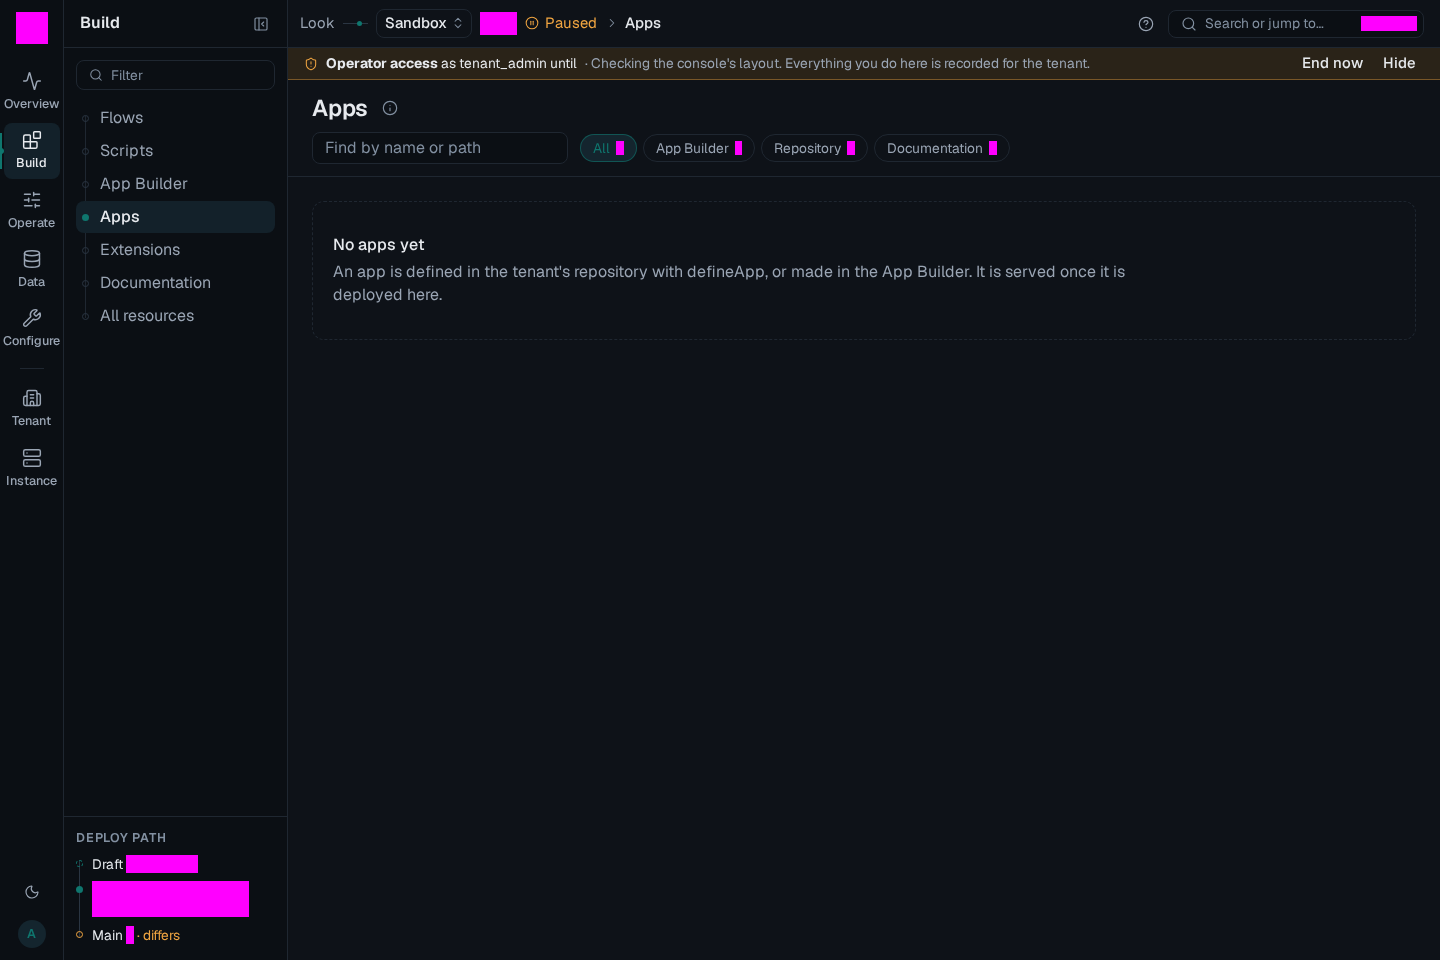 Build
Look
Sandbox
Paused
Apps
Search or jump to...
Operator access as tenant_admin until · Checking the console's layout. Everything you do here is recorded for the tenant.
End now
Hide
Overview
Build
Operate
Data
Configure
Tenant
Instance
A
Filter
Flows
Scripts
App Builder
Apps
Extensions
Documentation
All resources
DEPLOY PATH
Draft
Main · differs
Apps
Find by name or path
All
App Builder
Repository
Documentation
No apps yet
An app is defined in the tenant's repository with defineApp, or made in the App Builder. It is served once it is
deployed here.